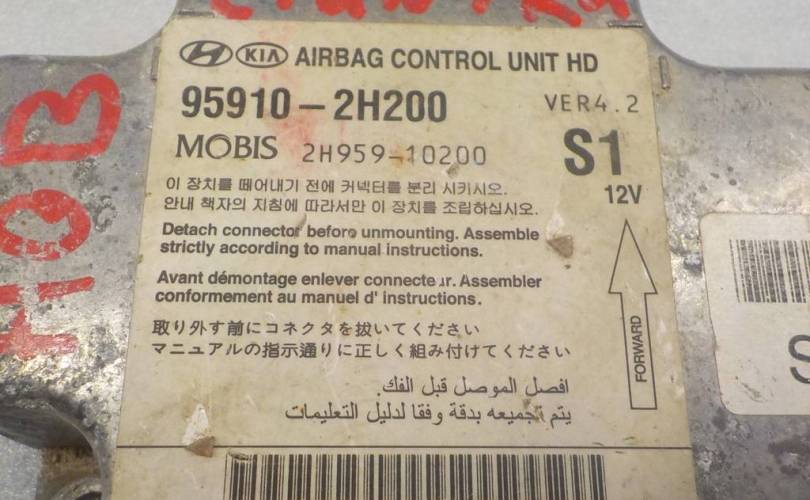 HYUNDAI KIA AIRBAG CONTROL UNIT HD
95910-2H200 VER4.2
MOBIS 2H959-10200 S1
12V
이 장치를 떼어내기 전에 커넥터를 분리 시키시오.
안내 책자의 지침에 따라서만 이 장치를 조립하십시오.
Detach connector before unmounting. Assemble
strictly according to manual instructions.
Avant démontage enlever connecteur. Assembler
conformement au manuel d' instructions.
取り外す前にコネクタを抜いてください
マニュアルの指示通りに正しく組み付けてください
افصل الموصل قبل الفك.
يتم تجميعه بدقة وفقا لدليل التعليمات
FORWARD
НОВ
S